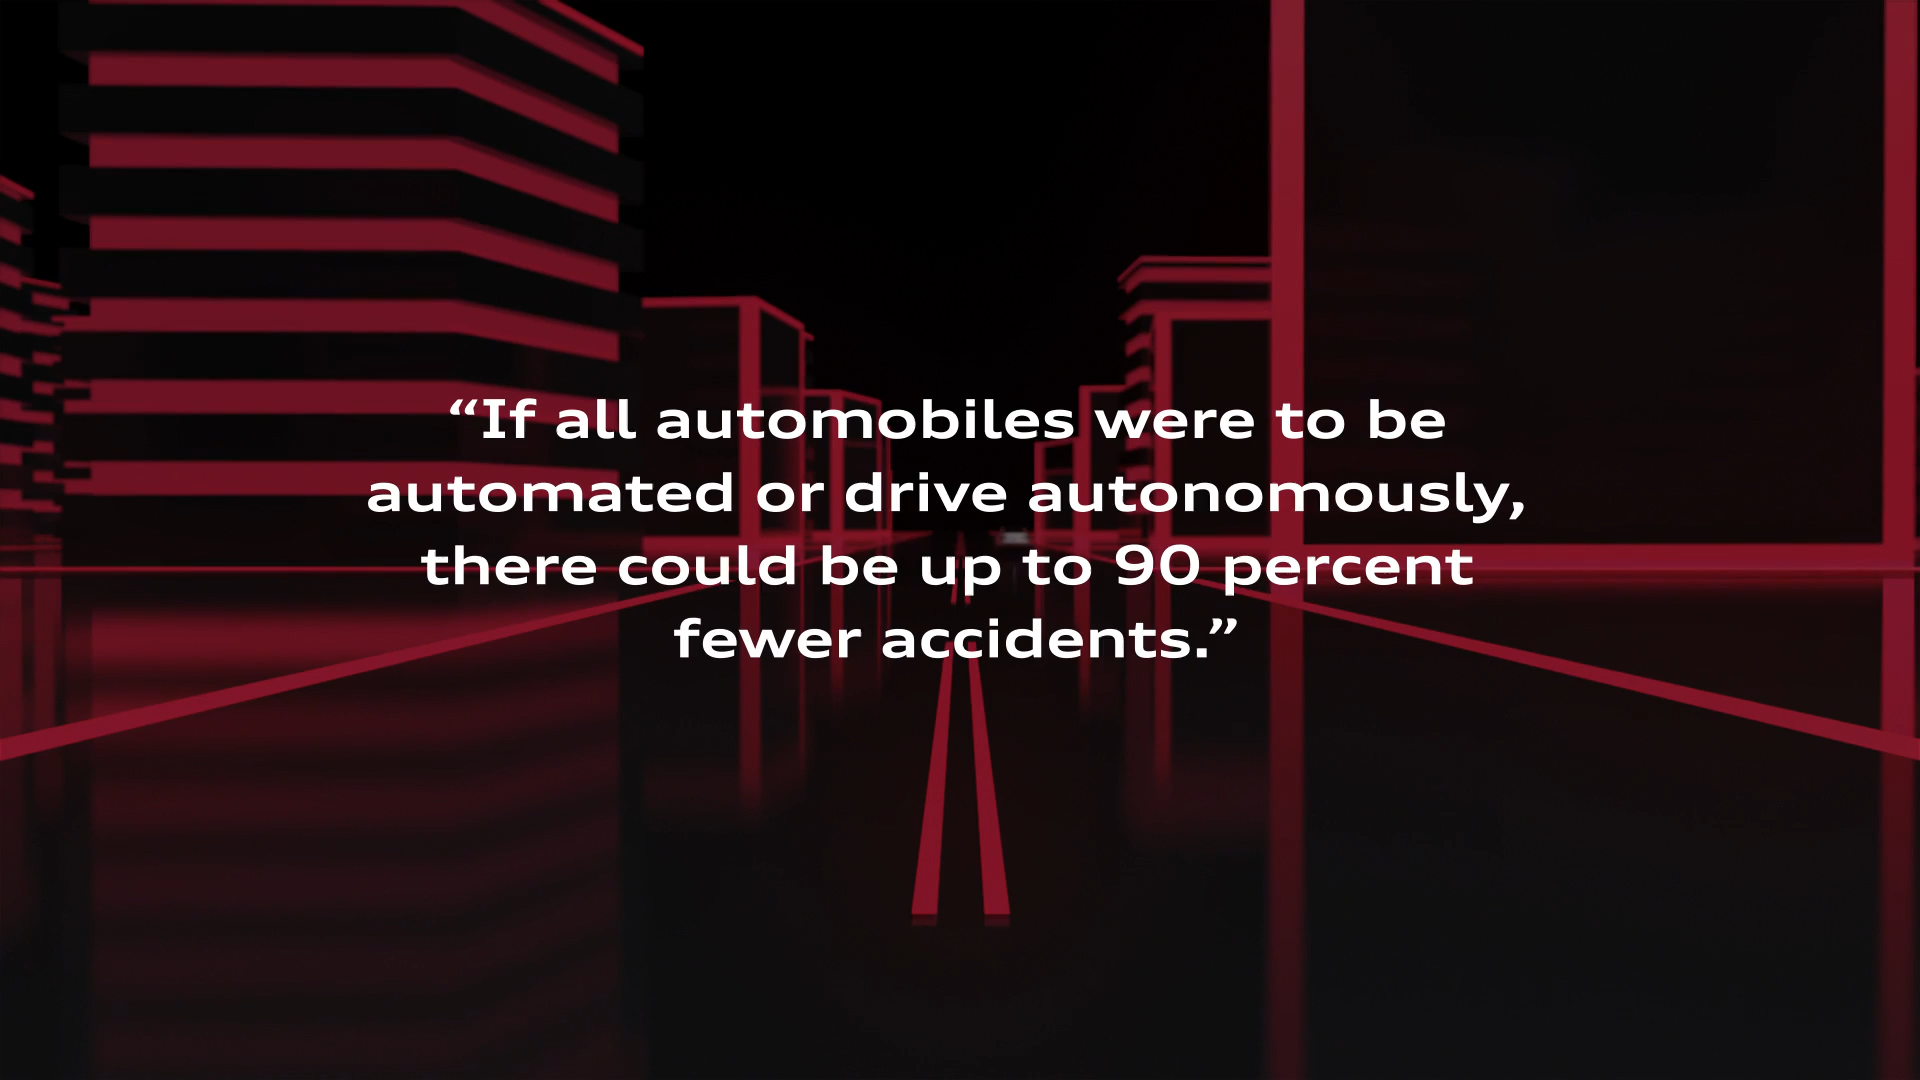 “If all automobiles were to be
automated or drive autonomously,
there could be up to 90 percent
fewer accidents.”